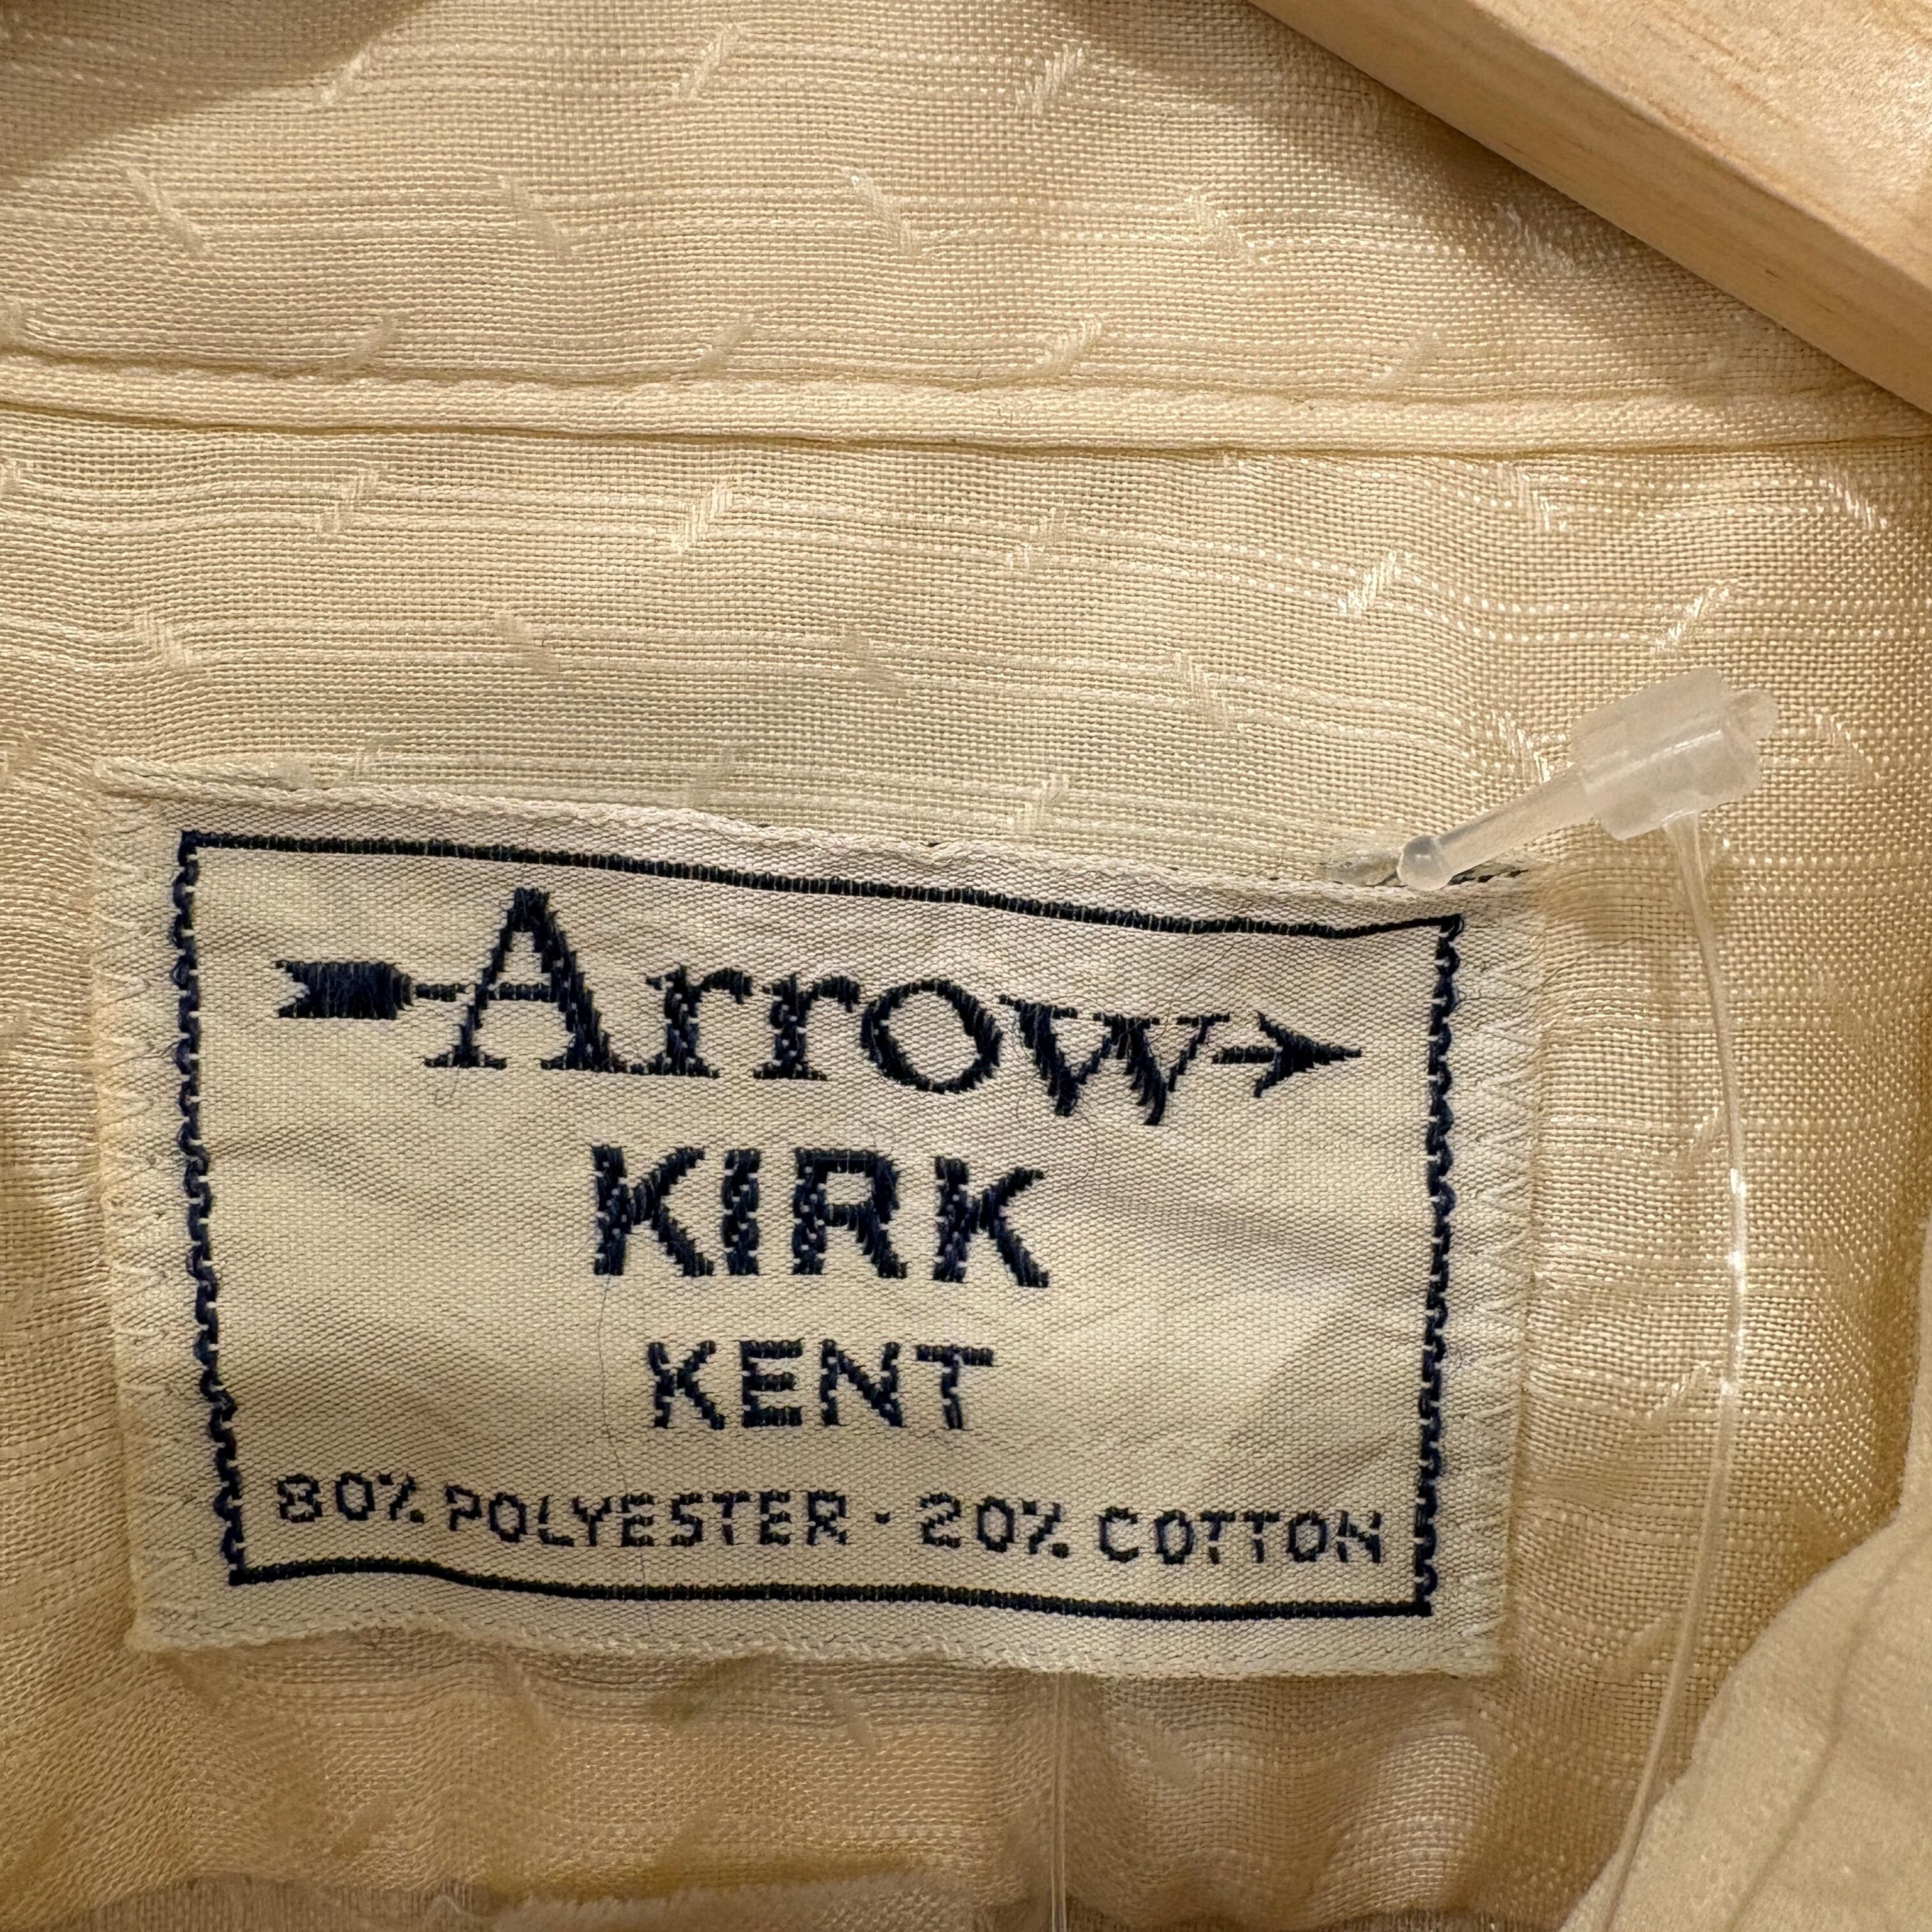 Arrow
KIRK
KENT
80% POLYESTER · 20% COTTON